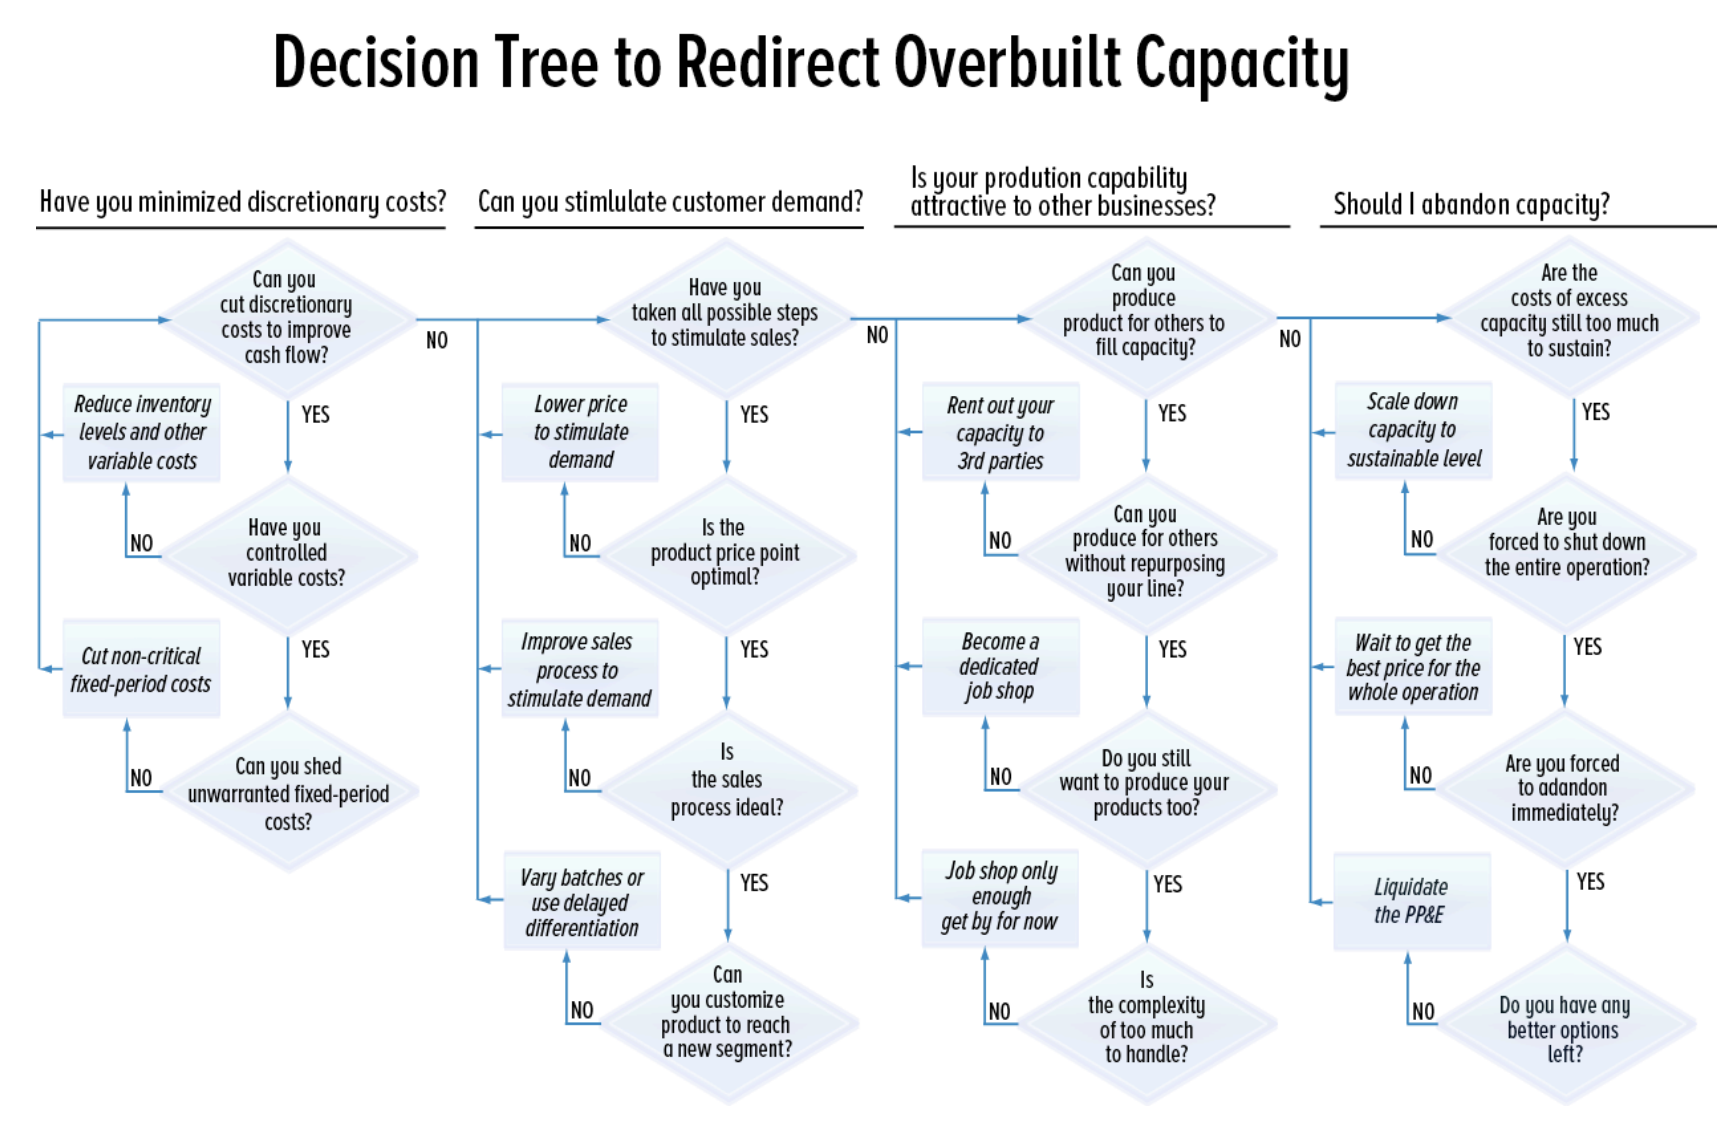 Decision Tree to Redirect Overbuilt Capacity
Have you minimized discretionary costs?
Can you
cut discretionary
costs to improve
cash flow?
NO
YES
Reduce inventory
levels and other
variable costs
NO
Have you
controlled
variable costs?
YES
Cut non-critical
fixed-period costs
NO
Can you shed
unwarranted fixed-period
costs?
Can you stimlulate customer demand?
Have you
taken all possible steps
to stimulate sales?
NO
YES
Lower price
to stimulate
demand
NO
Is the
product price point
optimal?
YES
Improve sales
process to
stimulate demand
NO
Is
the sales
process ideal?
YES
Vary batches or
use delayed
differentiation
NO
Can
you customize
product to reach
a new segment?
Is your prodution capability
attractive to other businesses?
Can you
produce
product for others to
fill capacity?
NO
YES
Rent out your
capacity to
3rd parties
NO
Can you
produce for others
without repurposing
your line?
YES
Become a
dedicated
job shop
NO
Do you still
want to produce your
products too?
YES
Job shop only
enough
get by for now
NO
Is
the complexity
of too much
to handle?
Should I abandon capacity?
Are the
costs of excess
capacity still too much
to sustain?
YES
Scale down
capacity to
sustainable level
NO
Are you
forced to shut down
the entire operation?
YES
Wait to get the
best price for the
whole operation
NO
Are you forced
to adandon
immediately?
YES
Liquidate
the PP&E
NO
Do you have any
better options
left?